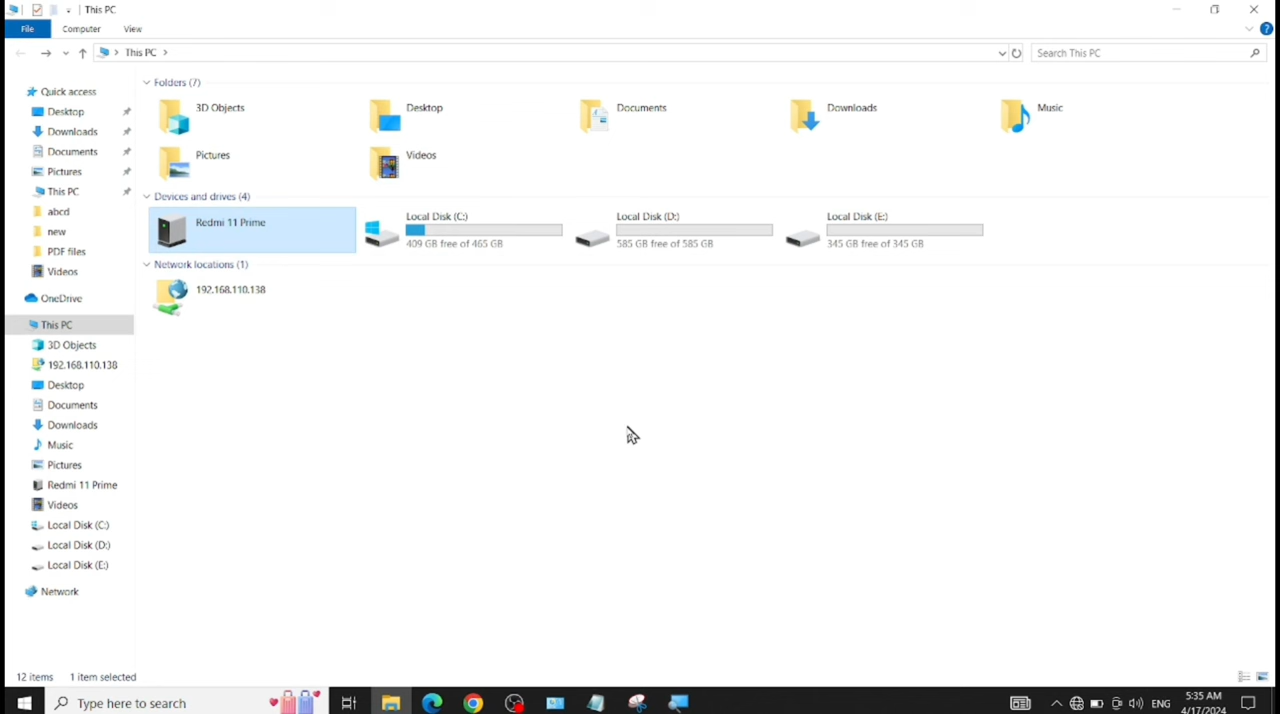 This PC
File Computer View
This PC
Search This PC
Quick access
Desktop
Downloads
Documents
Pictures
This PC
abcd
new
PDF files
Videos
OneDrive
This PC
3D Objects
192.168.110.138
Desktop
Documents
Downloads
Music
Pictures
Redmi 11 Prime
Videos
Local Disk (C:)
Local Disk (D:)
Local Disk (E:)
Network
Folders (7)
3D Objects Desktop Documents Downloads Music
Pictures Videos
Devices and drives (4)
Redmi 11 Prime
Local Disk (C:)
409 GB free of 465 GB
Local Disk (D:)
585 GB free of 585 GB
Local Disk (E:)
345 GB free of 345 GB
Network locations (1)
192.168.110.138
12 items 1 item selected
Type here to search
ENG
5:35 AM
4/17/2024